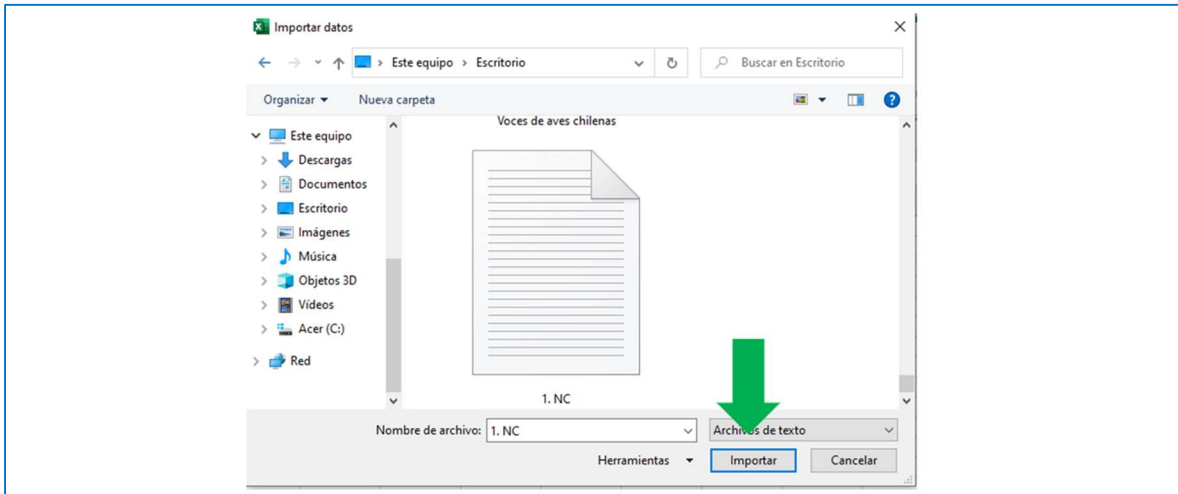 Importar datos
Este equipo > Escritorio
Buscar en Escritorio
Organizar
Nueva carpeta
Este equipo
Descargas
Documentos
Escritorio
Imágenes
Música
Objetos 3D
Vídeos
Acer (C:)
Red
Voces de aves chilenas
1. NC
Nombre de archivo: 1. NC
Archivos de texto
Herramientas
Importar
Cancelar